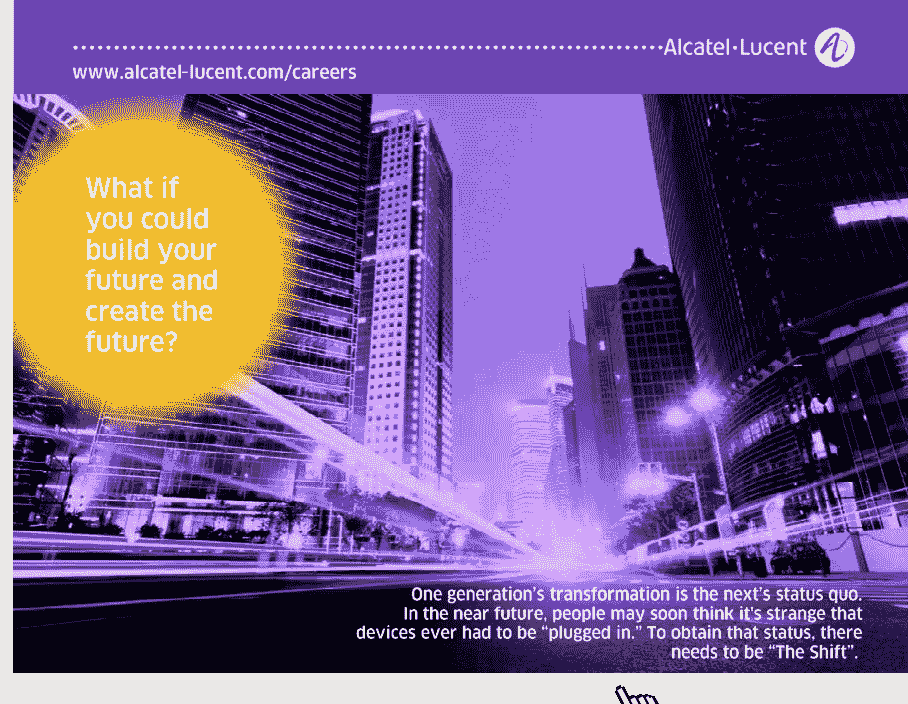 Alcatel·Lucent
www.alcatel-lucent.com/careers
What if
you could
build your
future and
create the
future?
One generation's transformation is the next's status quo.
In the near future, people may soon think it's strange that
devices ever had to be “plugged in.” To obtain that status, there
needs to be “The Shift”.